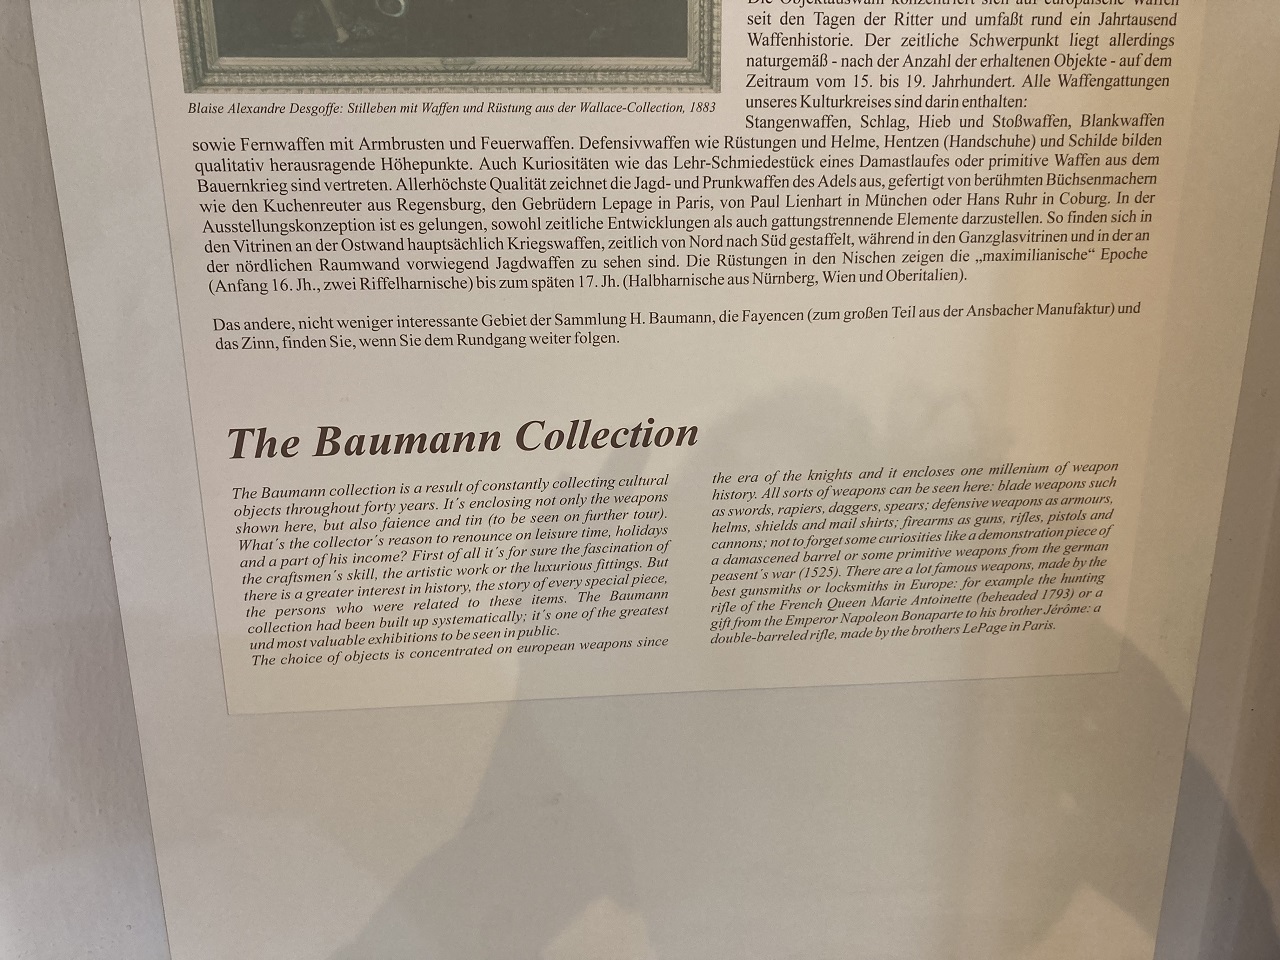 Die Objektauswahl konzentriert sich auf europäische Waffen
seit den Tagen der Ritter und umfaßt rund ein Jahrtausend
Waffenhistorie. Der zeitliche Schwerpunkt liegt allerdings
naturgemäß - nach der Anzahl der erhaltenen Objekte - auf dem
Zeitraum vom 15. bis 19. Jahrhundert. Alle Waffengattungen
unseres Kulturkreises sind darin enthalten:
Stangenwaffen, Schlag, Hieb und Stoßwaffen, Blankwaffen
Blaise Alexandre Desgoffe: Stilleben mit Waffen und Rüstung aus der Wallace-Collection, 1883
sowie Fernwaffen mit Armbrusten und Feuerwaffen. Defensivwaffen wie Rüstungen und Helme, Hentzen (Handschuhe) und Schilde bilden
qualitativ herausragende Höhepunkte. Auch Kuriositäten wie das Lehr-Schmiedestück eines Damastlaufes oder primitive Waffen aus dem
Bauernkrieg sind vertreten. Allerhöchste Qualität zeichnet die Jagd- und Prunkwaffen des Adels aus, gefertigt von berühmten Büchsenmachern
wie den Kuchenreuter aus Regensburg, den Gebrüdern Lepage in Paris, von Paul Lienhart in München oder Hans Ruhr in Coburg. In der
Ausstellungskonzeption ist es gelungen, sowohl zeitliche Entwicklungen als auch gattungstrennende Elemente darzustellen. So finden sich in
den Vitrinen an der Ostwand hauptsächlich Kriegswaffen, zeitlich von Nord nach Süd gestaffelt, während in den Ganzglasvitrinen und in der an
der nördlichen Raumwand vorwiegend Jagdwaffen zu sehen sind. Die Rüstungen in den Nischen zeigen die „maximilianische“ Epoche
(Anfang 16. Jh., zwei Riffelharnische) bis zum späten 17. Jh. (Halbharnische aus Nürnberg, Wien und Oberitalien).
Das andere, nicht weniger interessante Gebiet der Sammlung H. Baumann, die Fayencen (zum großen Teil aus der Ansbacher Manufaktur) und
das Zinn, finden Sie, wenn Sie dem Rundgang weiter folgen.
The Baumann Collection
The Baumann collection is a result of constantly collecting cultural
objects throughout forty years. It´s enclosing not only the weapons
shown here, but also faience and tin (to be seen on further tour).
What´s the collector´s reason to renounce on leisure time, holidays
and a part of his income? First of all it´s for sure the fascination of
the craftsmen´s skill, the artistic work or the luxurious fittings. But
there is a greater interest in history, the story of every special piece,
the persons who were related to these items. The Baumann
collection had been built up systematically; it´s one of the greatest
und most valuable exhibitions to be seen in public.
The choice of objects is concentrated on european weapons since
the era of the knights and it encloses one millenium of weapon
history. All sorts of weapons can be seen here: blade weapons such
as swords, rapiers, daggers, spears; defensive weapons as armours,
helms, shields and mail shirts; firearms as guns, rifles, pistols and
cannons; not to forget some curiosities like a demonstration piece of
a damascened barrel or some primitive weapons from the german
peasent´s war (1525). There are a lot famous weapons, made by the
best gunsmiths or locksmiths in Europe: for example the hunting
rifle of the French Queen Marie Antoinette (beheaded 1793) or a
gift from the Emperor Napoleon Bonaparte to his brother Jérôme: a
double-barreled rifle, made by the brothers LePage in Paris.